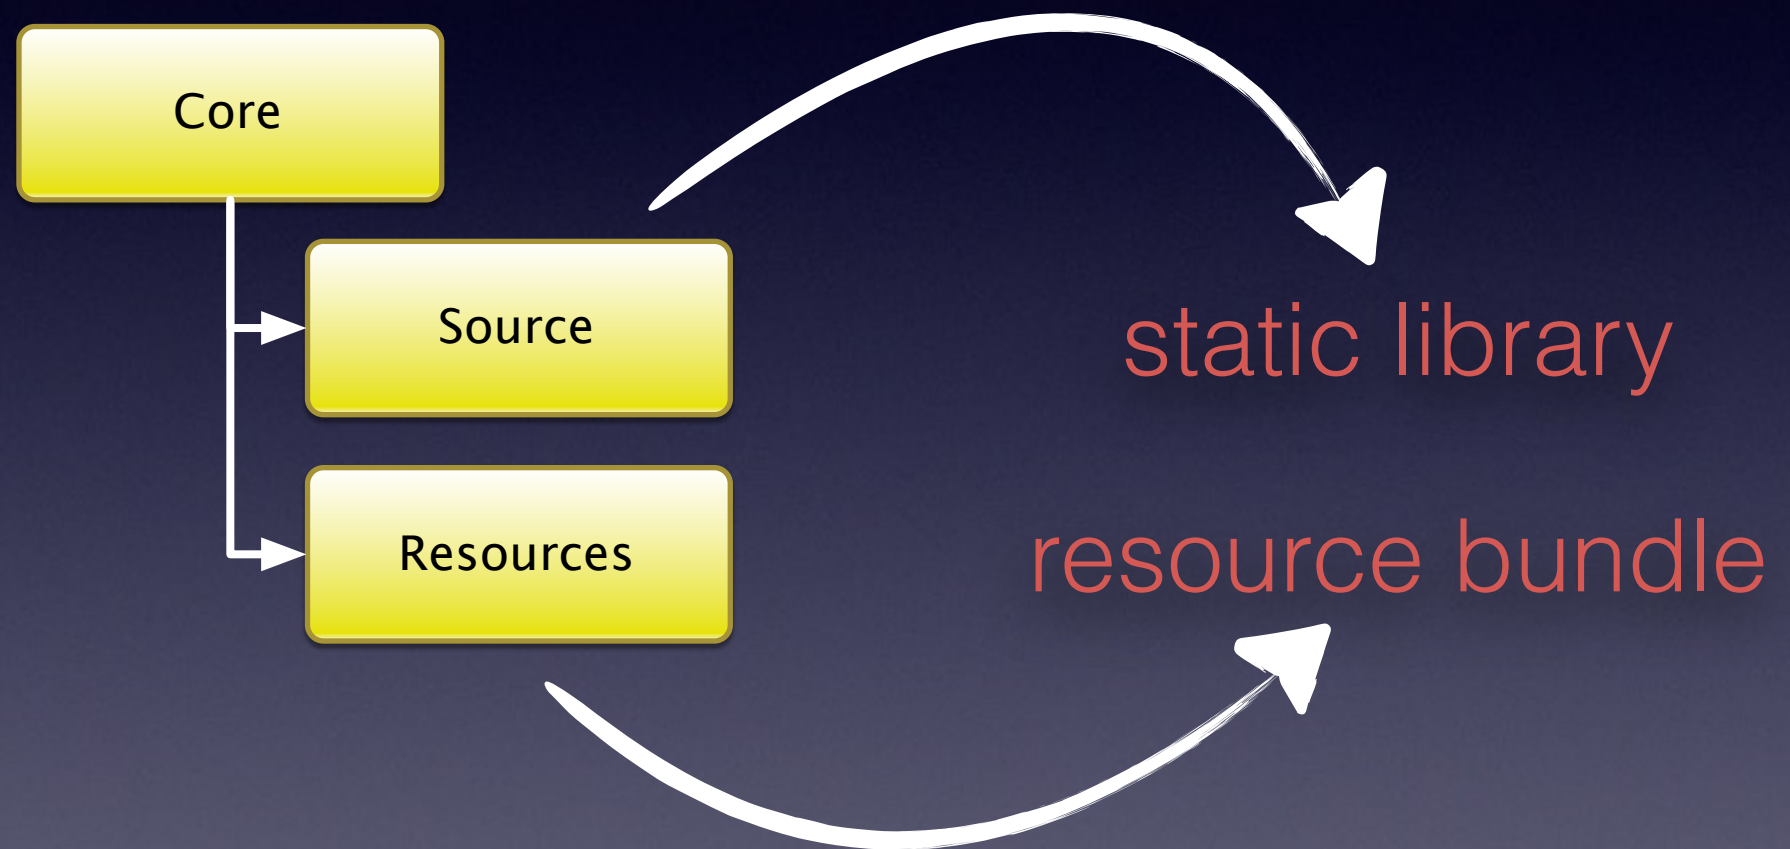 Core
Source
static library
Resources
resource bundle